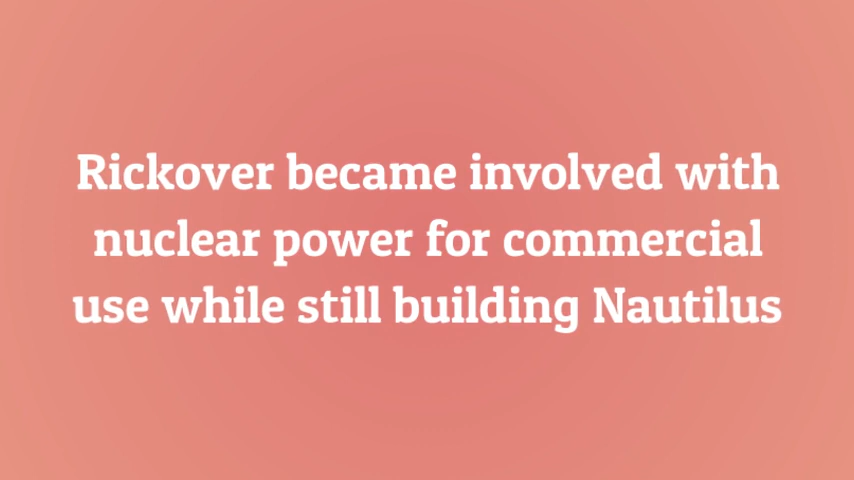 Rickover became involved with
nuclear power for commercial
use while still building Nautilus